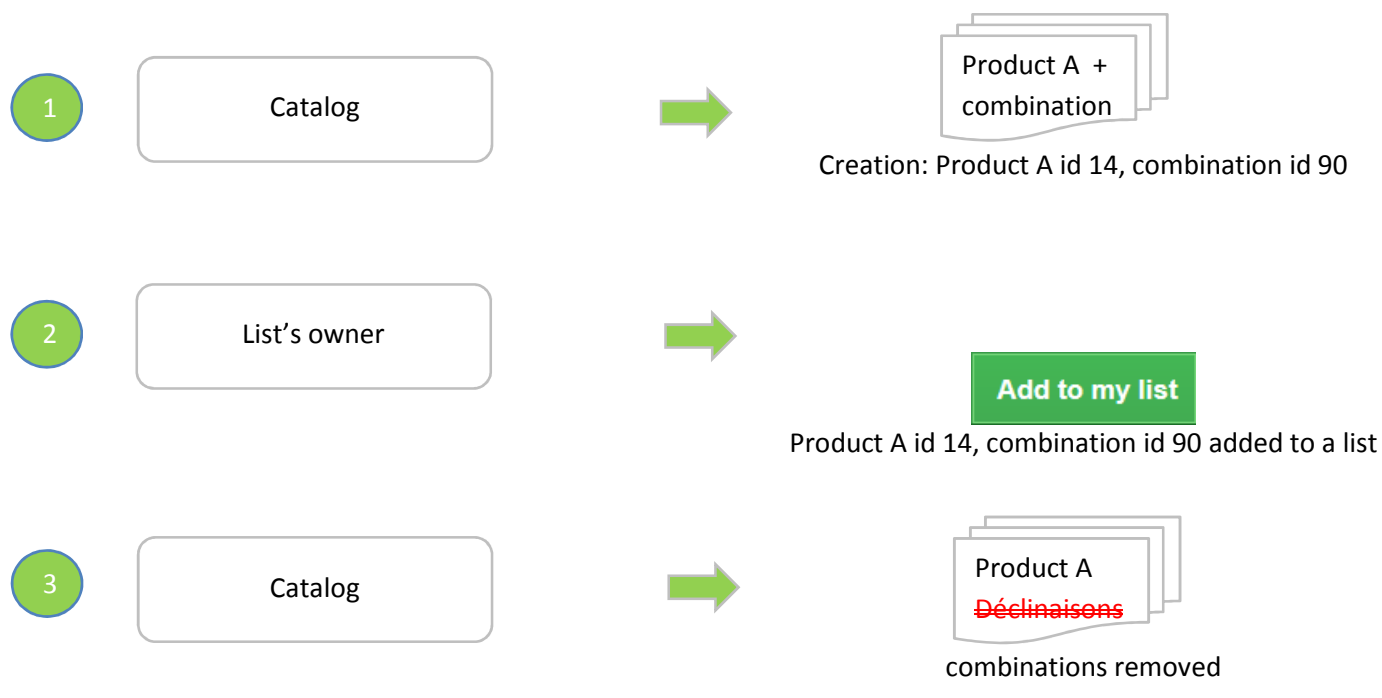 1
Catalog
Product A +
combination
Creation: Product A id 14, combination id 90
2
List's owner
Add to my list
Product A id 14, combination id 90 added to a list
3
Catalog
Product A
Déclinaisons
combinations removed